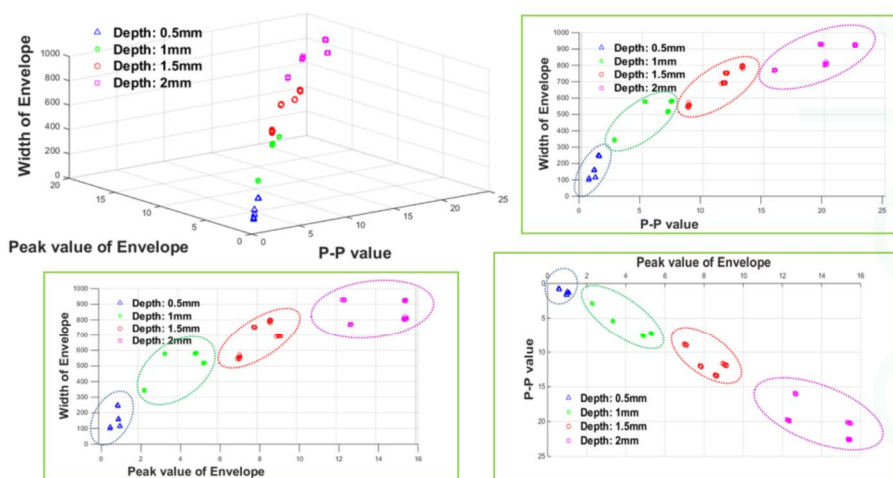 Depth: 0.5mm
Depth: 1mm
Depth: 1.5mm
Depth: 2mm
1000
800
600
400
200
0
20
15
10
5
0
0
5
10
15
20
25
Width of Envelope
Peak value of Envelope
P-P value
1000
900
800
700
600
500
400
300
200
100
0
Depth: 0.5mm
Depth: 1mm
Depth: 1.5mm
Depth: 2mm
0
5
10
15
20
25
Width of Envelope
P-P value
1000
900
800
700
600
500
400
300
200
100
0
Depth: 0.5mm
Depth: 1mm
Depth: 1.5mm
Depth: 2mm
0
2
4
6
8
10
12
14
16
Width of Envelope
Peak value of Envelope
Peak value of Envelope
0
2
4
6
8
10
12
14
16
0
5
10
15
20
25
P-P value
Depth: 0.5mm
Depth: 1mm
Depth: 1.5mm
Depth: 2mm